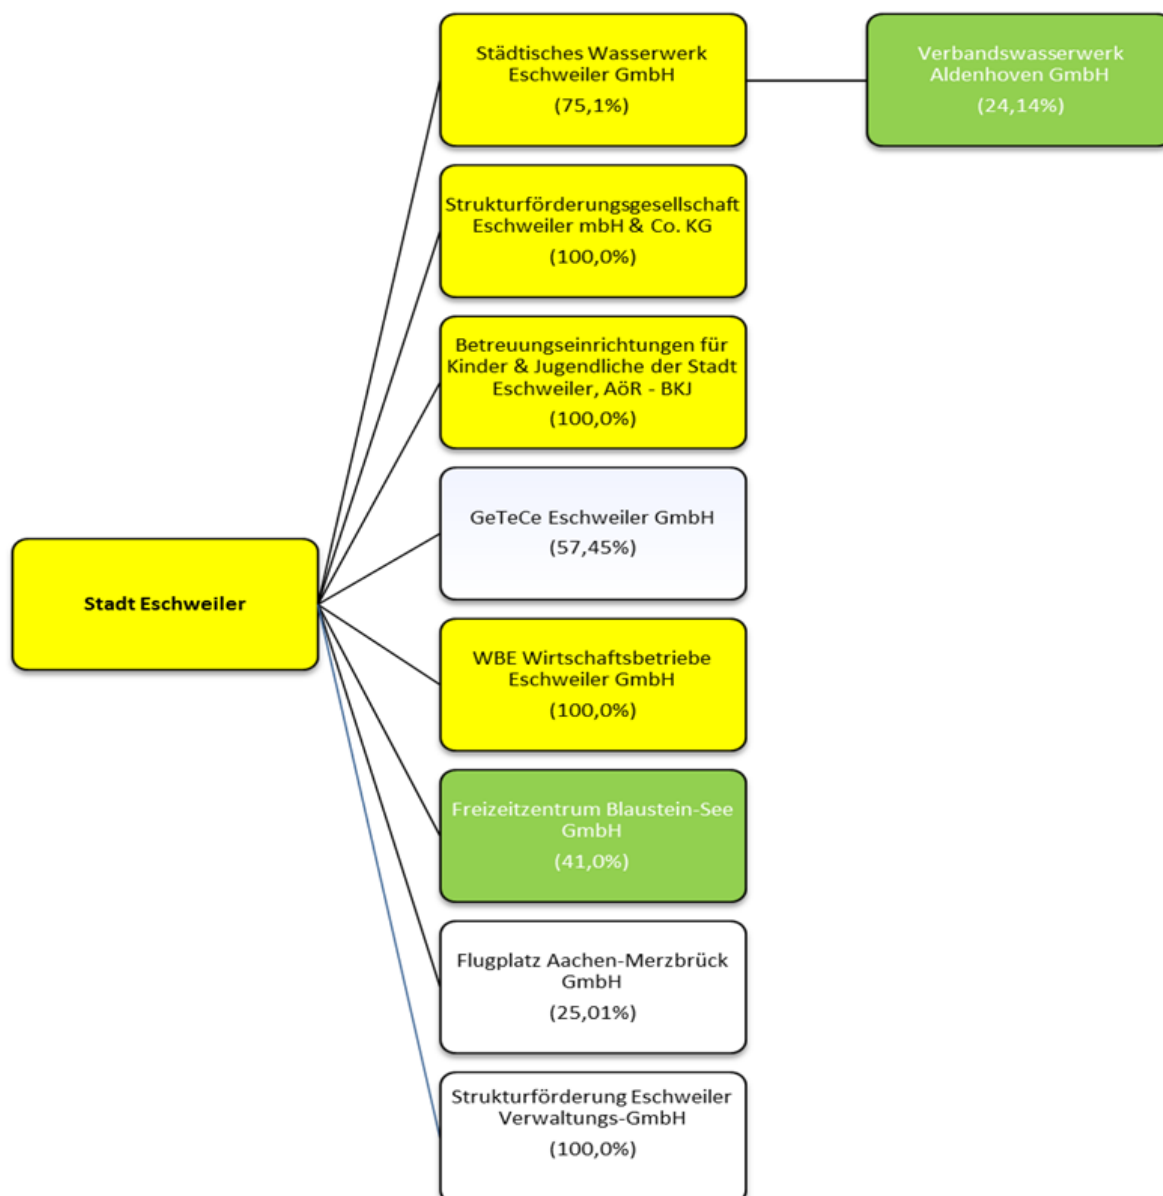 Städtisches Wasserwerk
Eschweiler GmbH
(75,1%)
Verbandswasserwerk
Aldenhoven GmbH
(24,14%)
Strukturförderungsgesellschaft
Eschweiler mbH & Co. KG
(100,0%)
Betreuungseinrichtungen für
Kinder & Jugendliche der Stadt
Eschweiler, AöR - BKJ
(100,0%)
GeTeCe Eschweiler GmbH
(57,45%)
Stadt Eschweiler
WBE Wirtschaftsbetriebe
Eschweiler GmbH
(100,0%)
Freizeitzentrum Blaustein-See
GmbH
(41,0%)
Flugplatz Aachen-Merzbrück
GmbH
(25,01%)
Strukturförderung Eschweiler
Verwaltungs-GmbH
(100,0%)